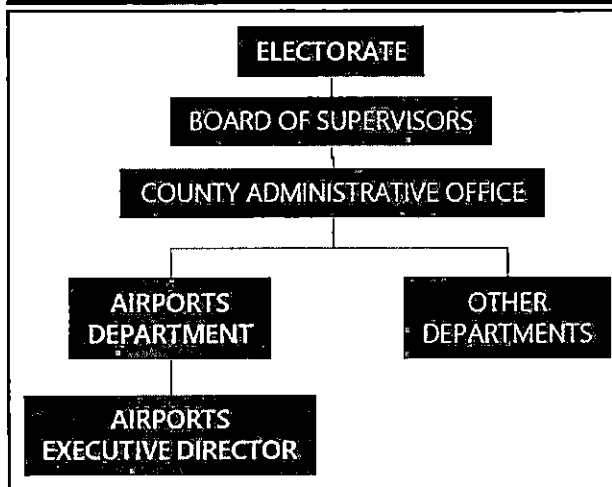 ELECTORATE
BOARD OF SUPERVISORS
COUNTY ADMINISTRATIVE OFFICE
AIRPORTS
DEPARTMENT
OTHER
DEPARTMENTS
AIRPORTS
EXECUTIVE DIRECTOR